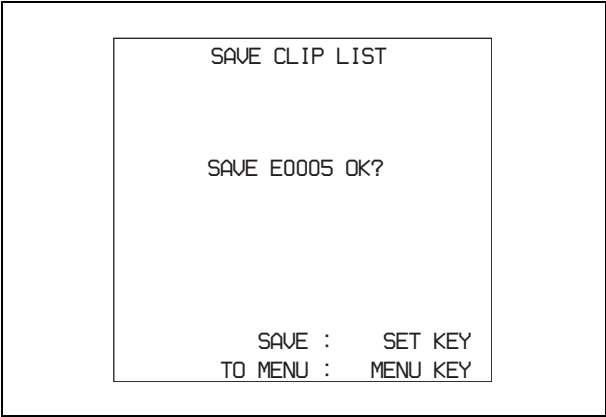 SAVE CLIP LIST
SAVE E0005 OK?
SAVE : SET KEY
TO MENU : MENU KEY